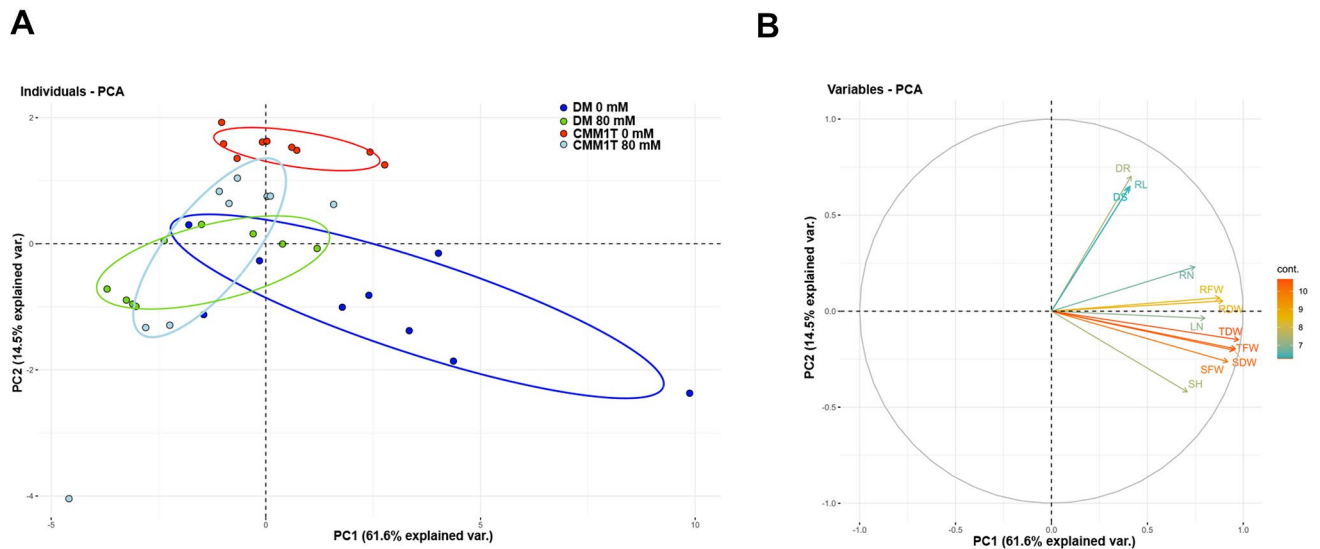 A
B
Individuals - PCA
DM 0 mM
DM 80 mM
CMM1T 0 mM
CMM1T 80 mM
2
0
-2
-4
-5
0
5
10
PC1 (61.6% explained var.)
PC2 (14.5% explained var.)
Variables - PCA
1.0
0.5
0.0
-0.5
-1.0
-1.0
-0.5
0.0
0.5
1.0
PC1 (61.6% explained var.)
PC2 (14.5% explained var.)
DR
RL
DS
RN
RFW
RDW
LN
TDW
TFW
SFW
SDW
SH
cont.
10
9
8
7